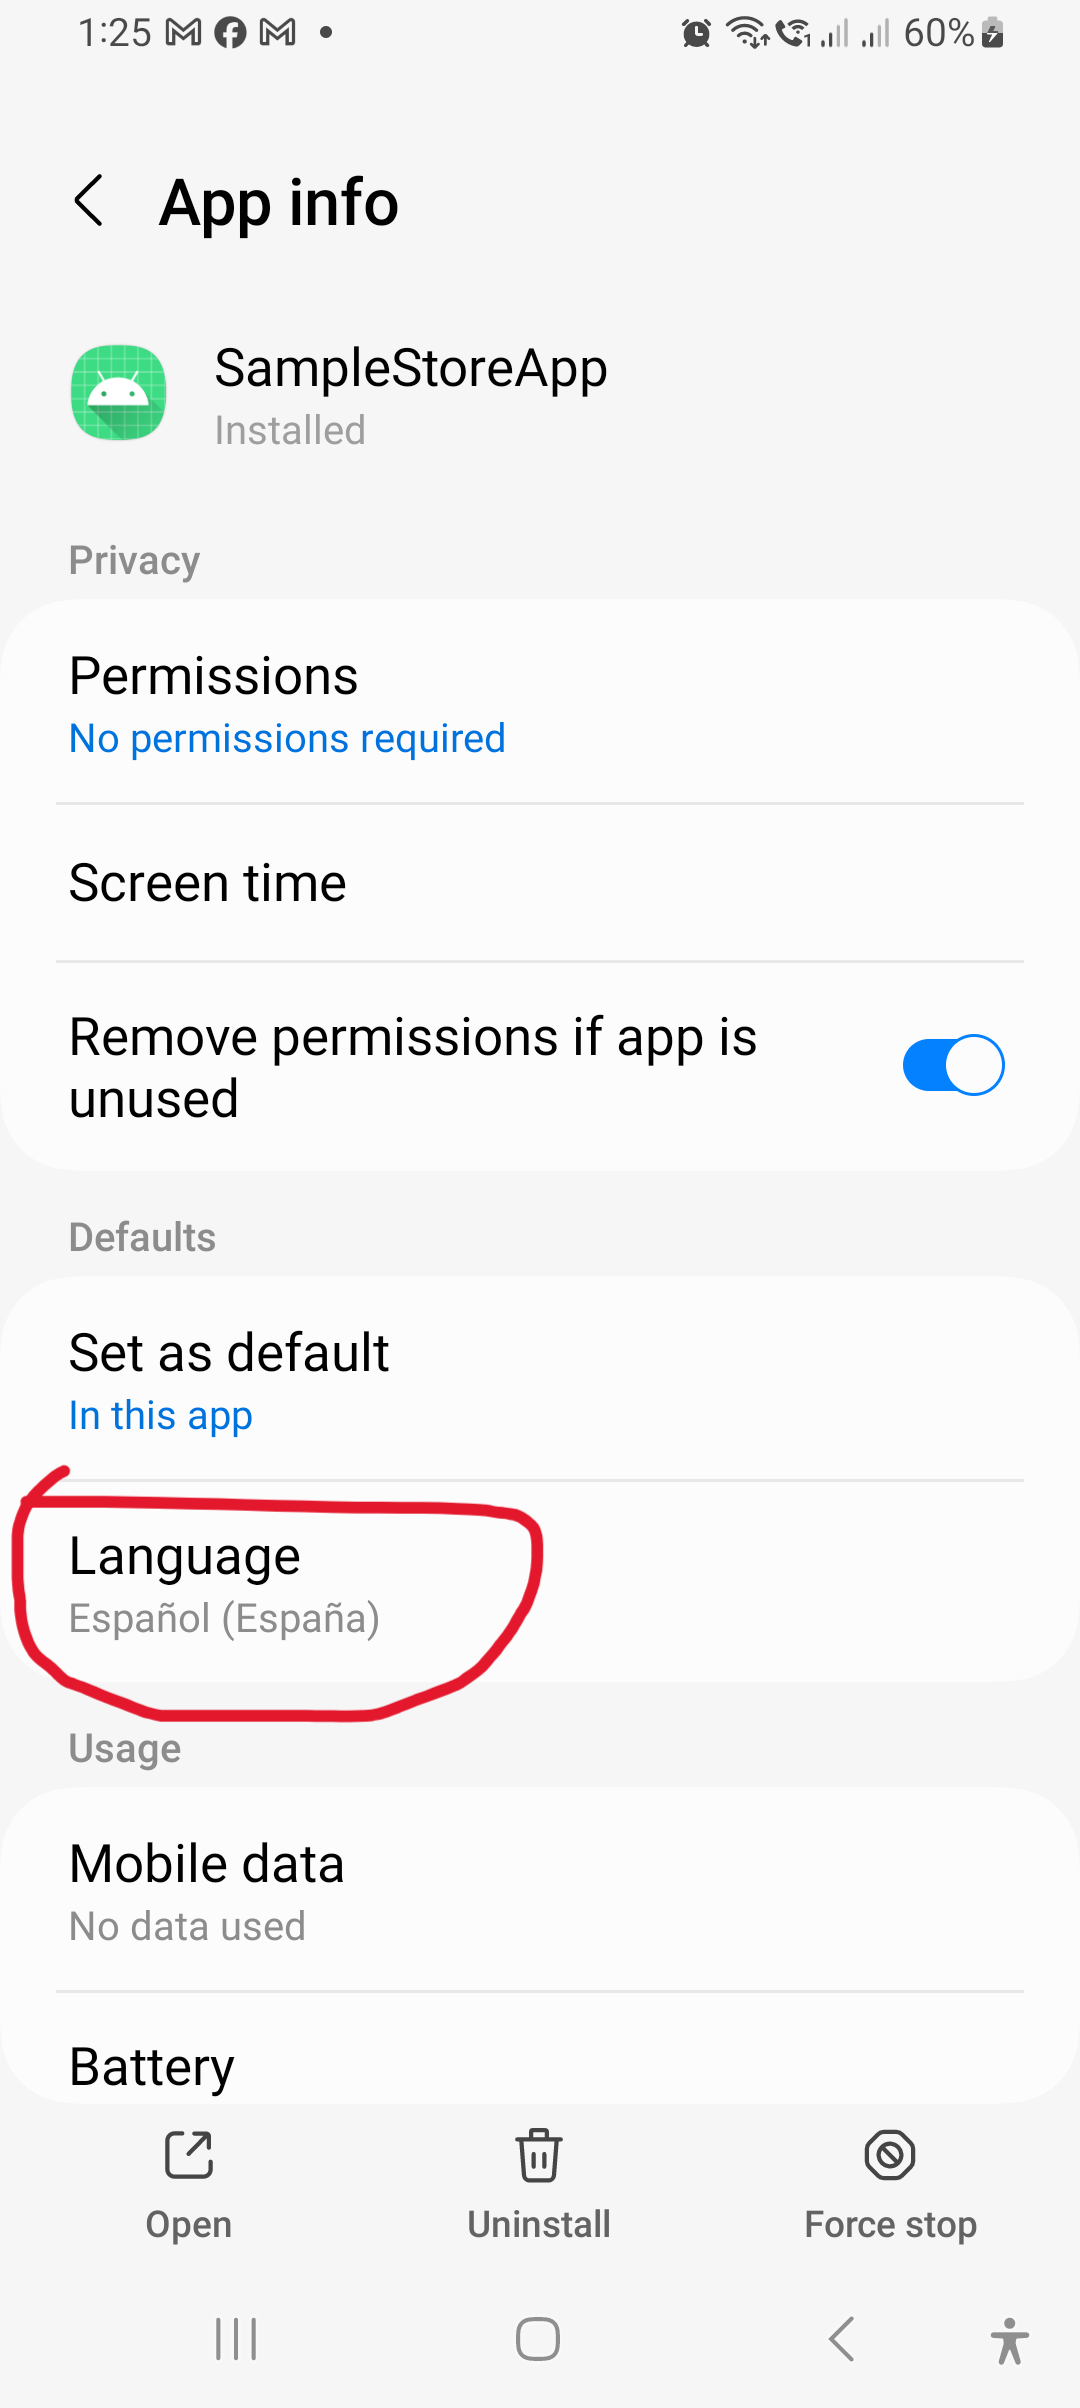 1:25
1 60%
App info
SampleStoreApp
Installed
Privacy
Permissions
No permissions required
Screen time
Remove permissions if app is
unused
Defaults
Set as default
In this app
Language
Español (España)
Usage
Mobile data
No data used
Battery
Open Uninstall Force stop